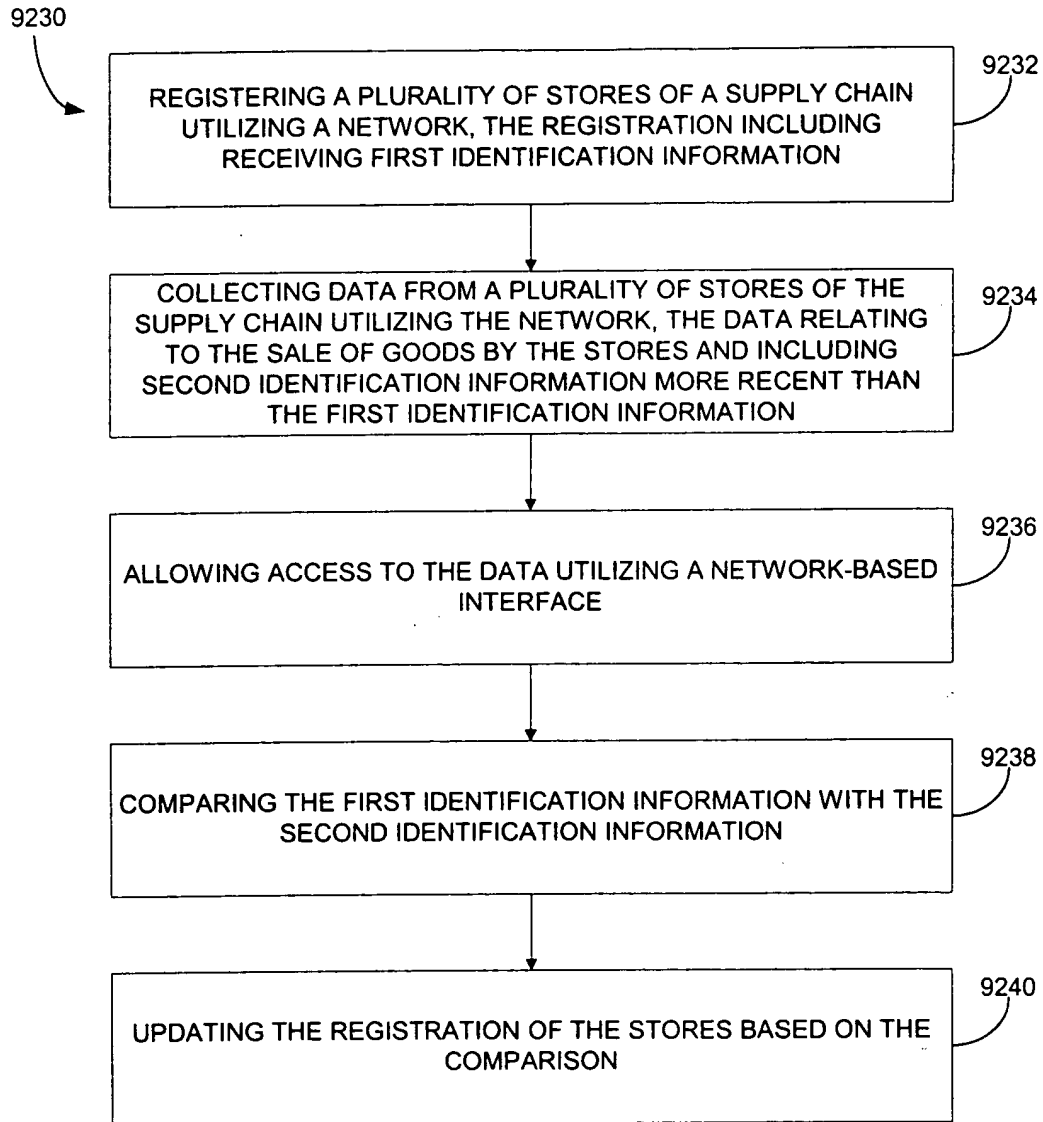 9230
9232
REGISTERING A PLURALITY OF STORES OF A SUPPLY CHAIN
UTILIZING A NETWORK, THE REGISTRATION INCLUDING
RECEIVING FIRST IDENTIFICATION INFORMATION
9234
COLLECTING DATA FROM A PLURALITY OF STORES OF THE
SUPPLY CHAIN UTILIZING THE NETWORK, THE DATA RELATING
TO THE SALE OF GOODS BY THE STORES AND INCLUDING
SECOND IDENTIFICATION INFORMATION MORE RECENT THAN
THE FIRST IDENTIFICATION INFORMATION
9236
ALLOWING ACCESS TO THE DATA UTILIZING A NETWORK-BASED
INTERFACE
9238
COMPARING THE FIRST IDENTIFICATION INFORMATION WITH THE
SECOND IDENTIFICATION INFORMATION
9240
UPDATING THE REGISTRATION OF THE STORES BASED ON THE
COMPARISON